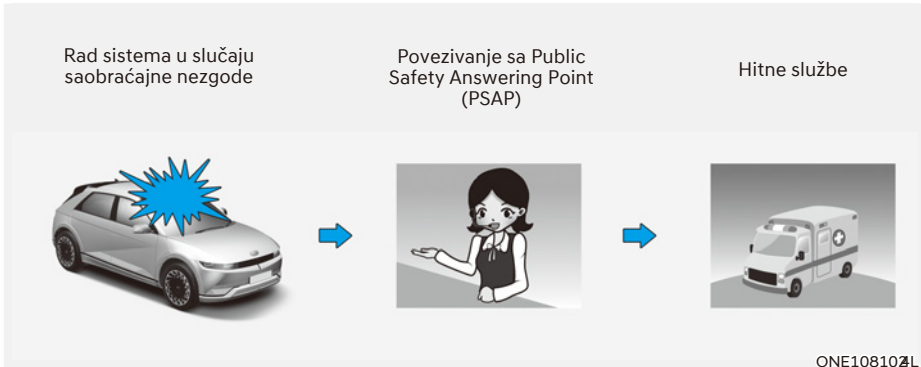 Rad sistema u slučaju
saobraćajne nezgode
Povezivanje sa Public
Safety Answering Point
(PSAP)
Hitne službe